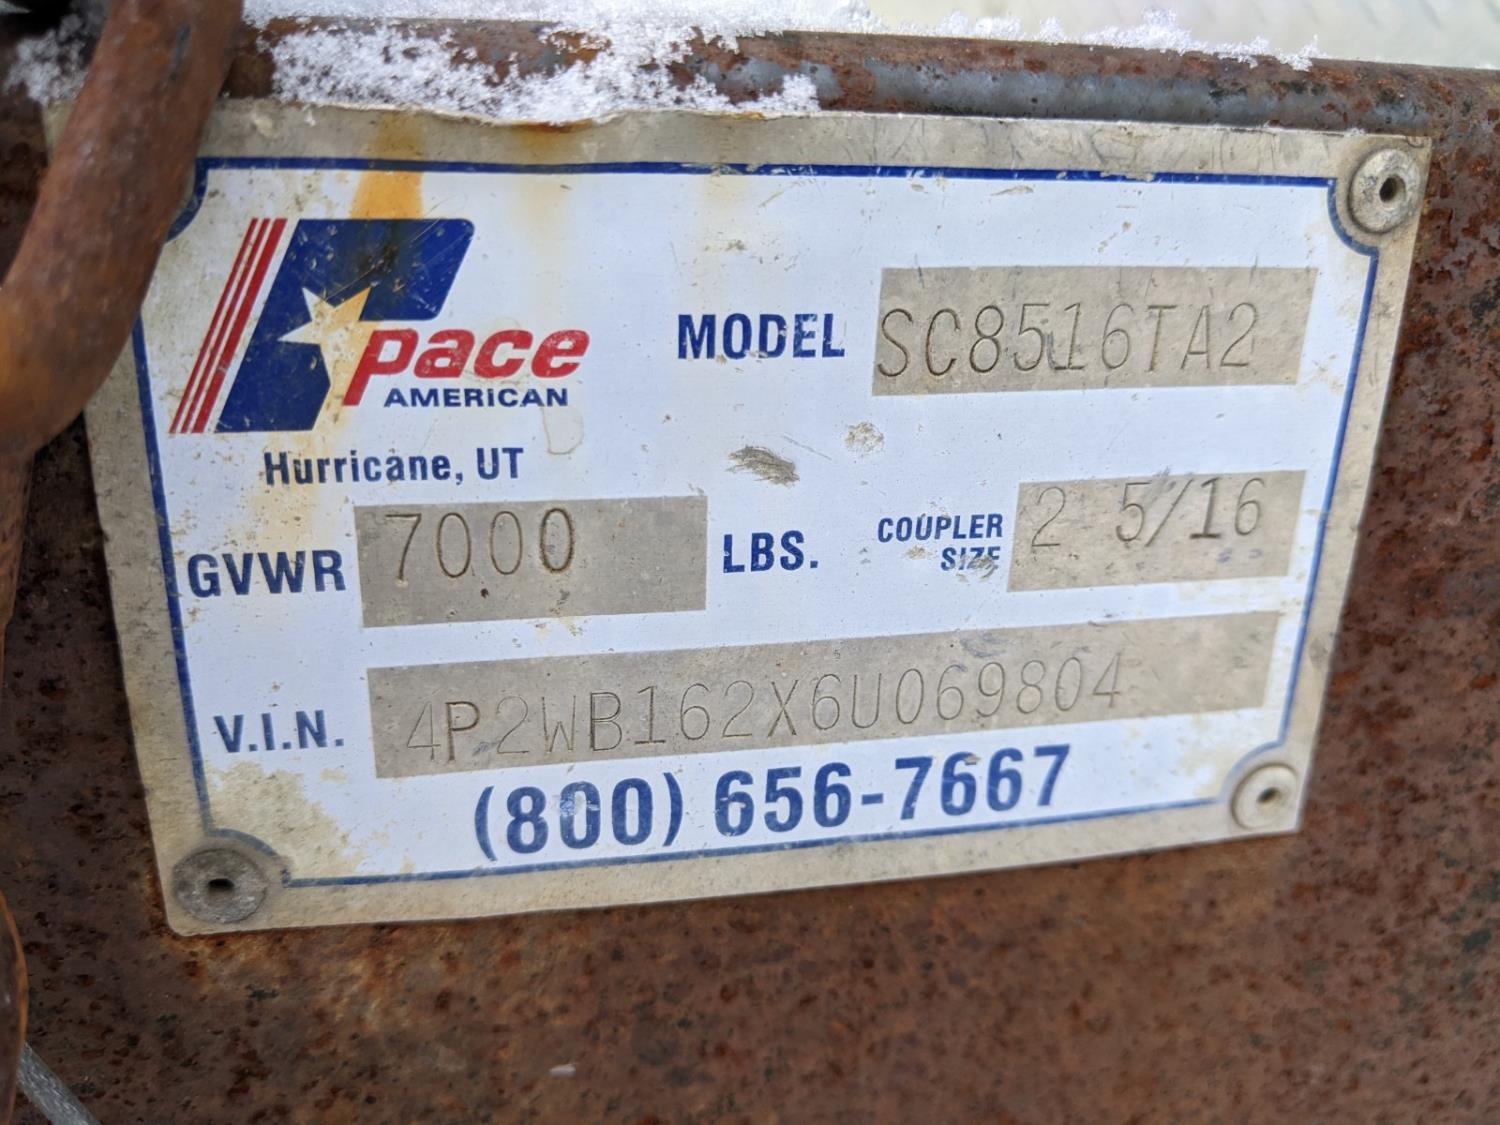 pace
AMERICAN
Hurricane, UT
MODEL SC8516TA2
GVWR 7000 LBS.
COUPLER SIZE 2 5/16
V.I.N. 4P2WB162X6U069804
(800) 656-7667